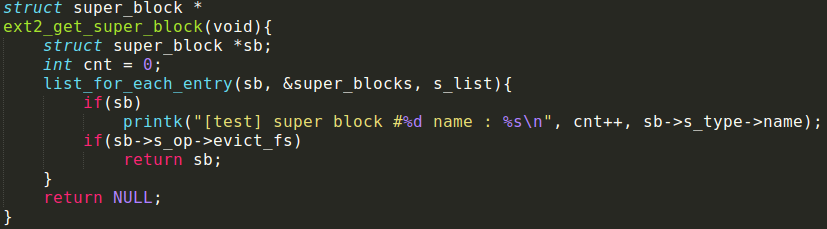 struct super_block *
ext2_get_super_block(void){
    struct super_block *sb;
    int cnt = 0;
    list_for_each_entry(sb, &super_blocks, s_list){
        if(sb)
            printk("[test] super block #%d name : %s\n", cnt++, sb->s_type->name);
        if(sb->s_op->evict_fs)
            return sb;
    }
    return NULL;
}